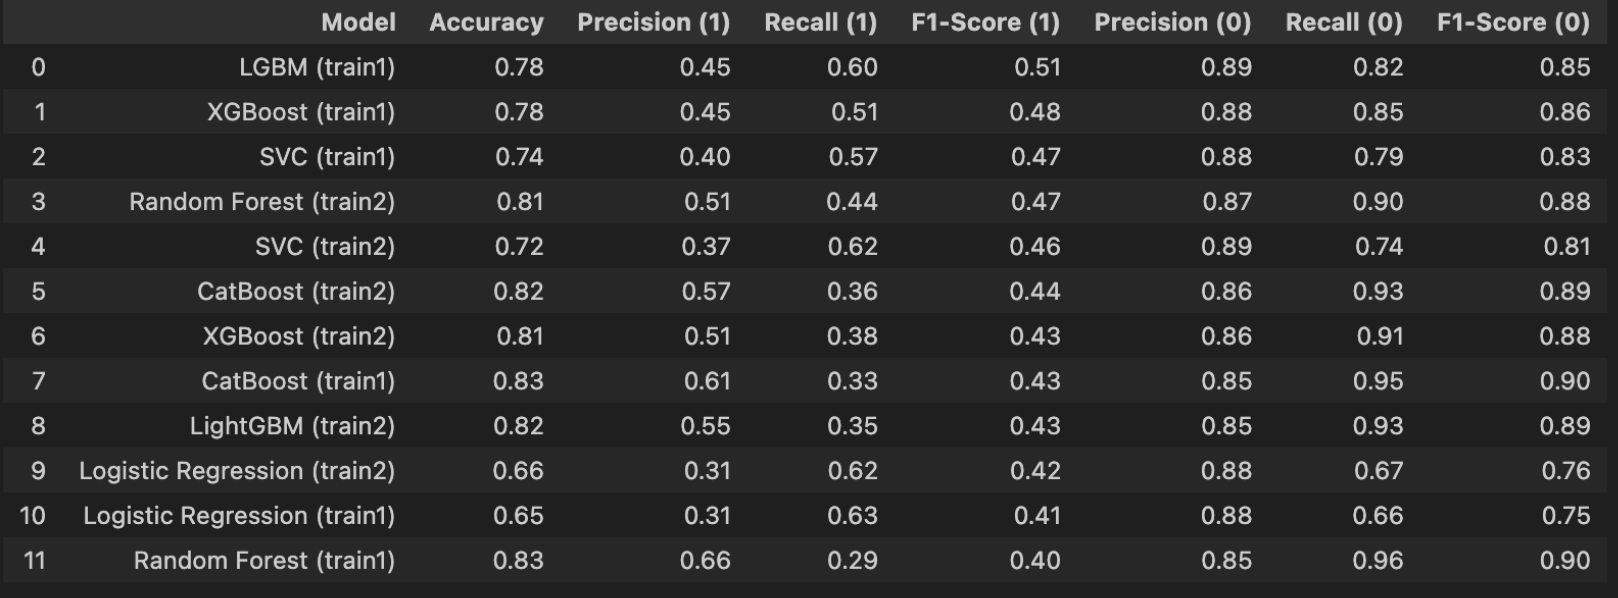 Model Accuracy Precision (1) Recall (1) F1-Score (1) Precision (0) Recall (0) F1-Score (0)
0 LGBM (train1) 0.78 0.45 0.60 0.51 0.89 0.82 0.85
1 XGBoost (train1) 0.78 0.45 0.51 0.48 0.88 0.85 0.86
2 SVC (train1) 0.74 0.40 0.57 0.47 0.88 0.79 0.83
3 Random Forest (train2) 0.81 0.51 0.44 0.47 0.87 0.90 0.88
4 SVC (train2) 0.72 0.37 0.62 0.46 0.89 0.74 0.81
5 CatBoost (train2) 0.82 0.57 0.36 0.44 0.86 0.93 0.89
6 XGBoost (train2) 0.81 0.51 0.38 0.43 0.86 0.91 0.88
7 CatBoost (train1) 0.83 0.61 0.33 0.43 0.85 0.95 0.90
8 LightGBM (train2) 0.82 0.55 0.35 0.43 0.85 0.93 0.89
9 Logistic Regression (train2) 0.66 0.31 0.62 0.42 0.88 0.67 0.76
10 Logistic Regression (train1) 0.65 0.31 0.63 0.41 0.88 0.66 0.75
11 Random Forest (train1) 0.83 0.66 0.29 0.40 0.85 0.96 0.90